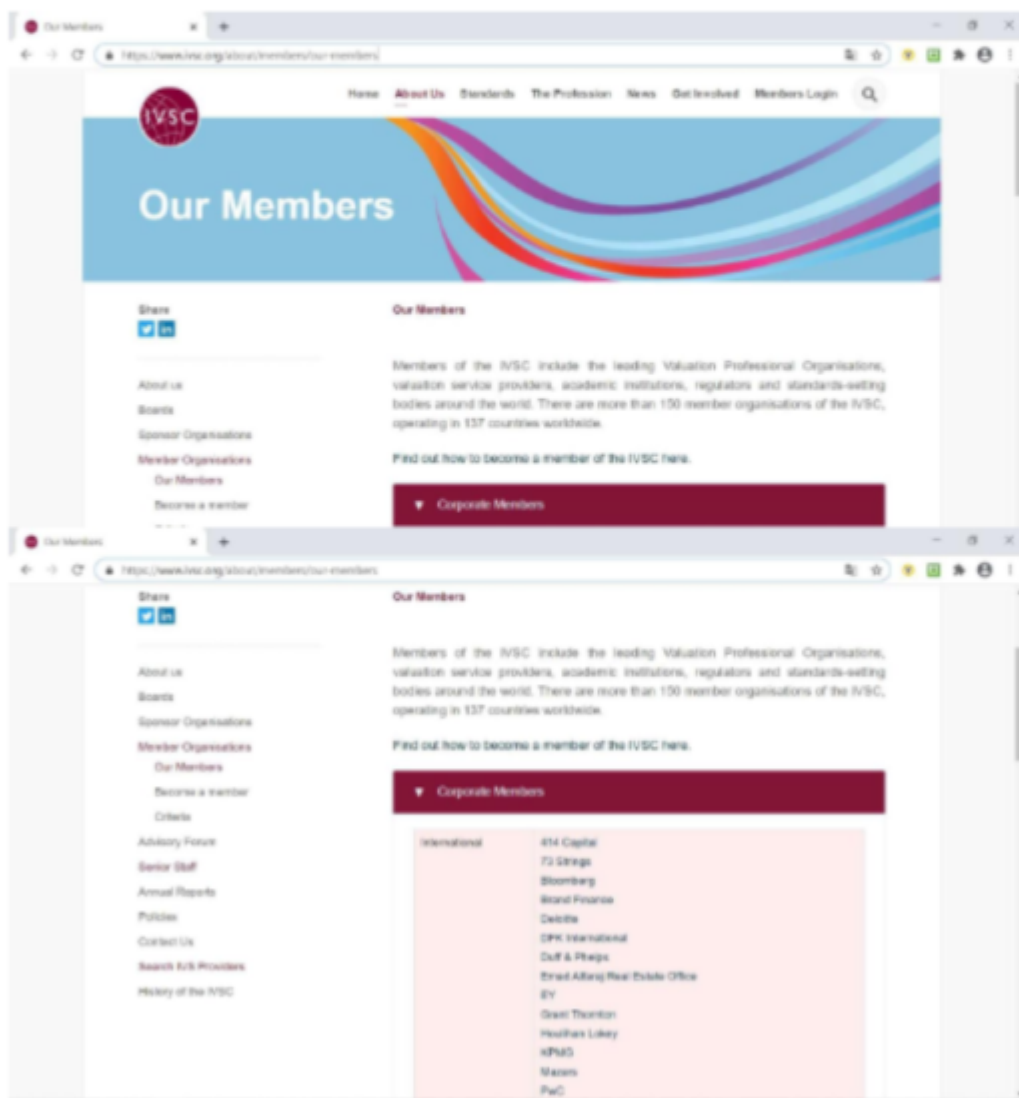 Our Members
https://www.ivsc.org/about/members/our-members
IVSC
Home About Us Standards The Profession News Get Involved Members Login
Our Members
Share
Our Members
Members of the IVSC include the leading Valuation Professional Organisations,
valuation service providers, academic institutions, regulators and standards-setting
bodies around the world. There are more than 150 member organisations of the IVSC,
operating in 137 countries worldwide.
Find out how to become a member of the IVSC here.
About us
Boards
Sponsor Organisations
Member Organisations
Our Members
Become a member
▼ Corporate Members
Our Members
https://www.ivsc.org/about/members/our-members
Share
Our Members
Members of the IVSC include the leading Valuation Professional Organisations,
valuation service providers, academic institutions, regulators and standards-setting
bodies around the world. There are more than 150 member organisations of the IVSC,
operating in 137 countries worldwide.
Find out how to become a member of the IVSC here.
About us
Boards
Sponsor Organisations
Member Organisations
Our Members
Become a member
Criteria
Advisory Forum
Senior Staff
Annual Reports
Policies
Contact Us
Search IVS Providers
History of the IVSC
▼ Corporate Members
International
414 Capital
73 Strings
Bloomberg
Brand Finance
Deloitte
DPK International
Duff & Phelps
Emad Alfaraj Real Estate Office
EY
Grant Thornton
Houlihan Lokey
KPMG
Mazars
PwC